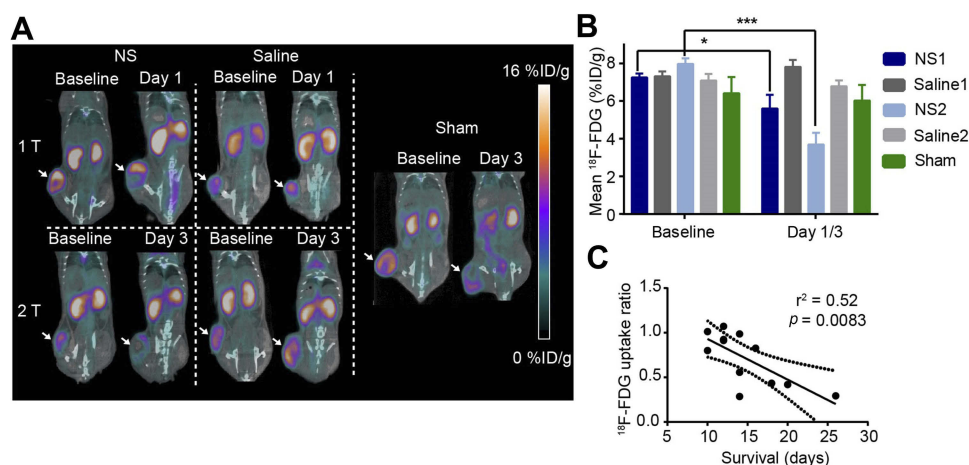 A
NS
Saline
Baseline
Day 1
Baseline
Day 1
16 %ID/g
1 T
Sham
Baseline
Day 3
Baseline
Day 3
Baseline
Day 3
2 T
0 %ID/g
B
Mean ¹⁸F-FDG (%ID/g)
8
6
4
2
0
*
***
Baseline
Day 1/3
NS1
Saline1
NS2
Saline2
Sham
C
¹⁸F-FDG uptake ratio
1.5
1.0
0.5
0.0
r² = 0.52
p = 0.0083
5 10 15 20 25 30
Survival (days)